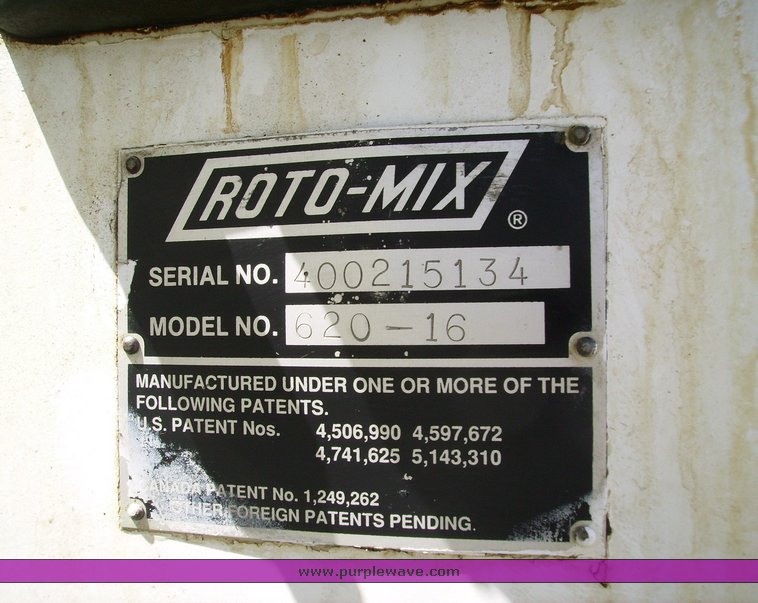 ROTO-MIX
®
SERIAL NO. 400215134
MODEL NO. 620-16
MANUFACTURED UNDER ONE OR MORE OF THE
FOLLOWING PATENTS.
U.S. PATENT Nos. 4,506,990 4,597,672
4,741,625 5,143,310
CANADA PATENT No. 1,249,262
OTHER FOREIGN PATENTS PENDING.
www.purplewave.com